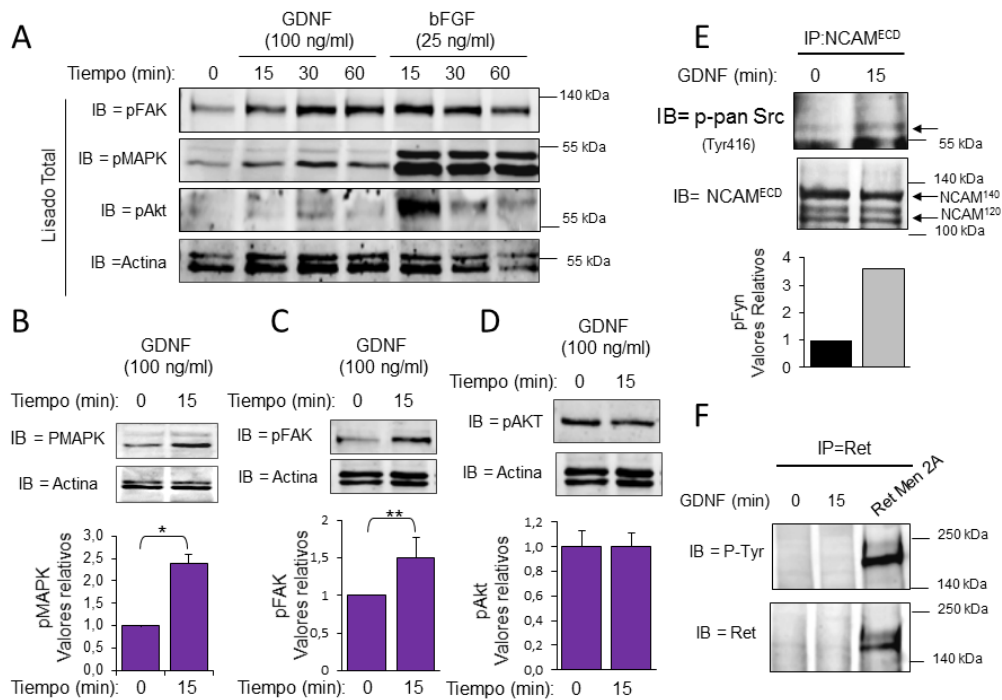 A
GDNF
(100 ng/ml)
bFGF
(25 ng/ml)
Tiempo (min): 0 15 30 60 15 30 60
Lisado Total
IB = pFAK
140 kDa
IB = pMAPK
55 kDa
IB = pAkt
55 kDa
IB =Actina
55 kDa
B
GDNF
(100 ng/ml)
Tiempo (min): 0 15
IB = PMAPK
IB = Actina
pMAPK
Valores relativos
3,0
2,5
2,0
1,5
1,0
0,5
0,0
*
Tiempo (min): 0 15
C
GDNF
(100 ng/ml)
Tiempo (min): 0 15
IB = pFAK
IB = Actina
pFAK
Valores relativos
2
1,5
1
0,5
0
**
Tiempo (min): 0 15
D
GDNF
(100 ng/ml)
Tiempo (min): 0 15
IB = pAKT
IB = Actina
pAkt
Valores relativos
1,2
1,0
0,8
0,6
0,4
0,2
0,0
Tiempo (min): 0 15
E
IP:NCAM^ECD
GDNF (min): 0 15
IB= p-pan Src
(Tyr416)
55 kDa
140 kDa
IB= NCAM^ECD
NCAM^140
NCAM^120
100 kDa
pFyn
Valores Relativos
4
3
2
1
0
F
IP=Ret
GDNF (min) 0 15 Ret Men 2A
IB = P-Tyr
250 kDa
140 kDa
IB = Ret
250 kDa
140 kDa